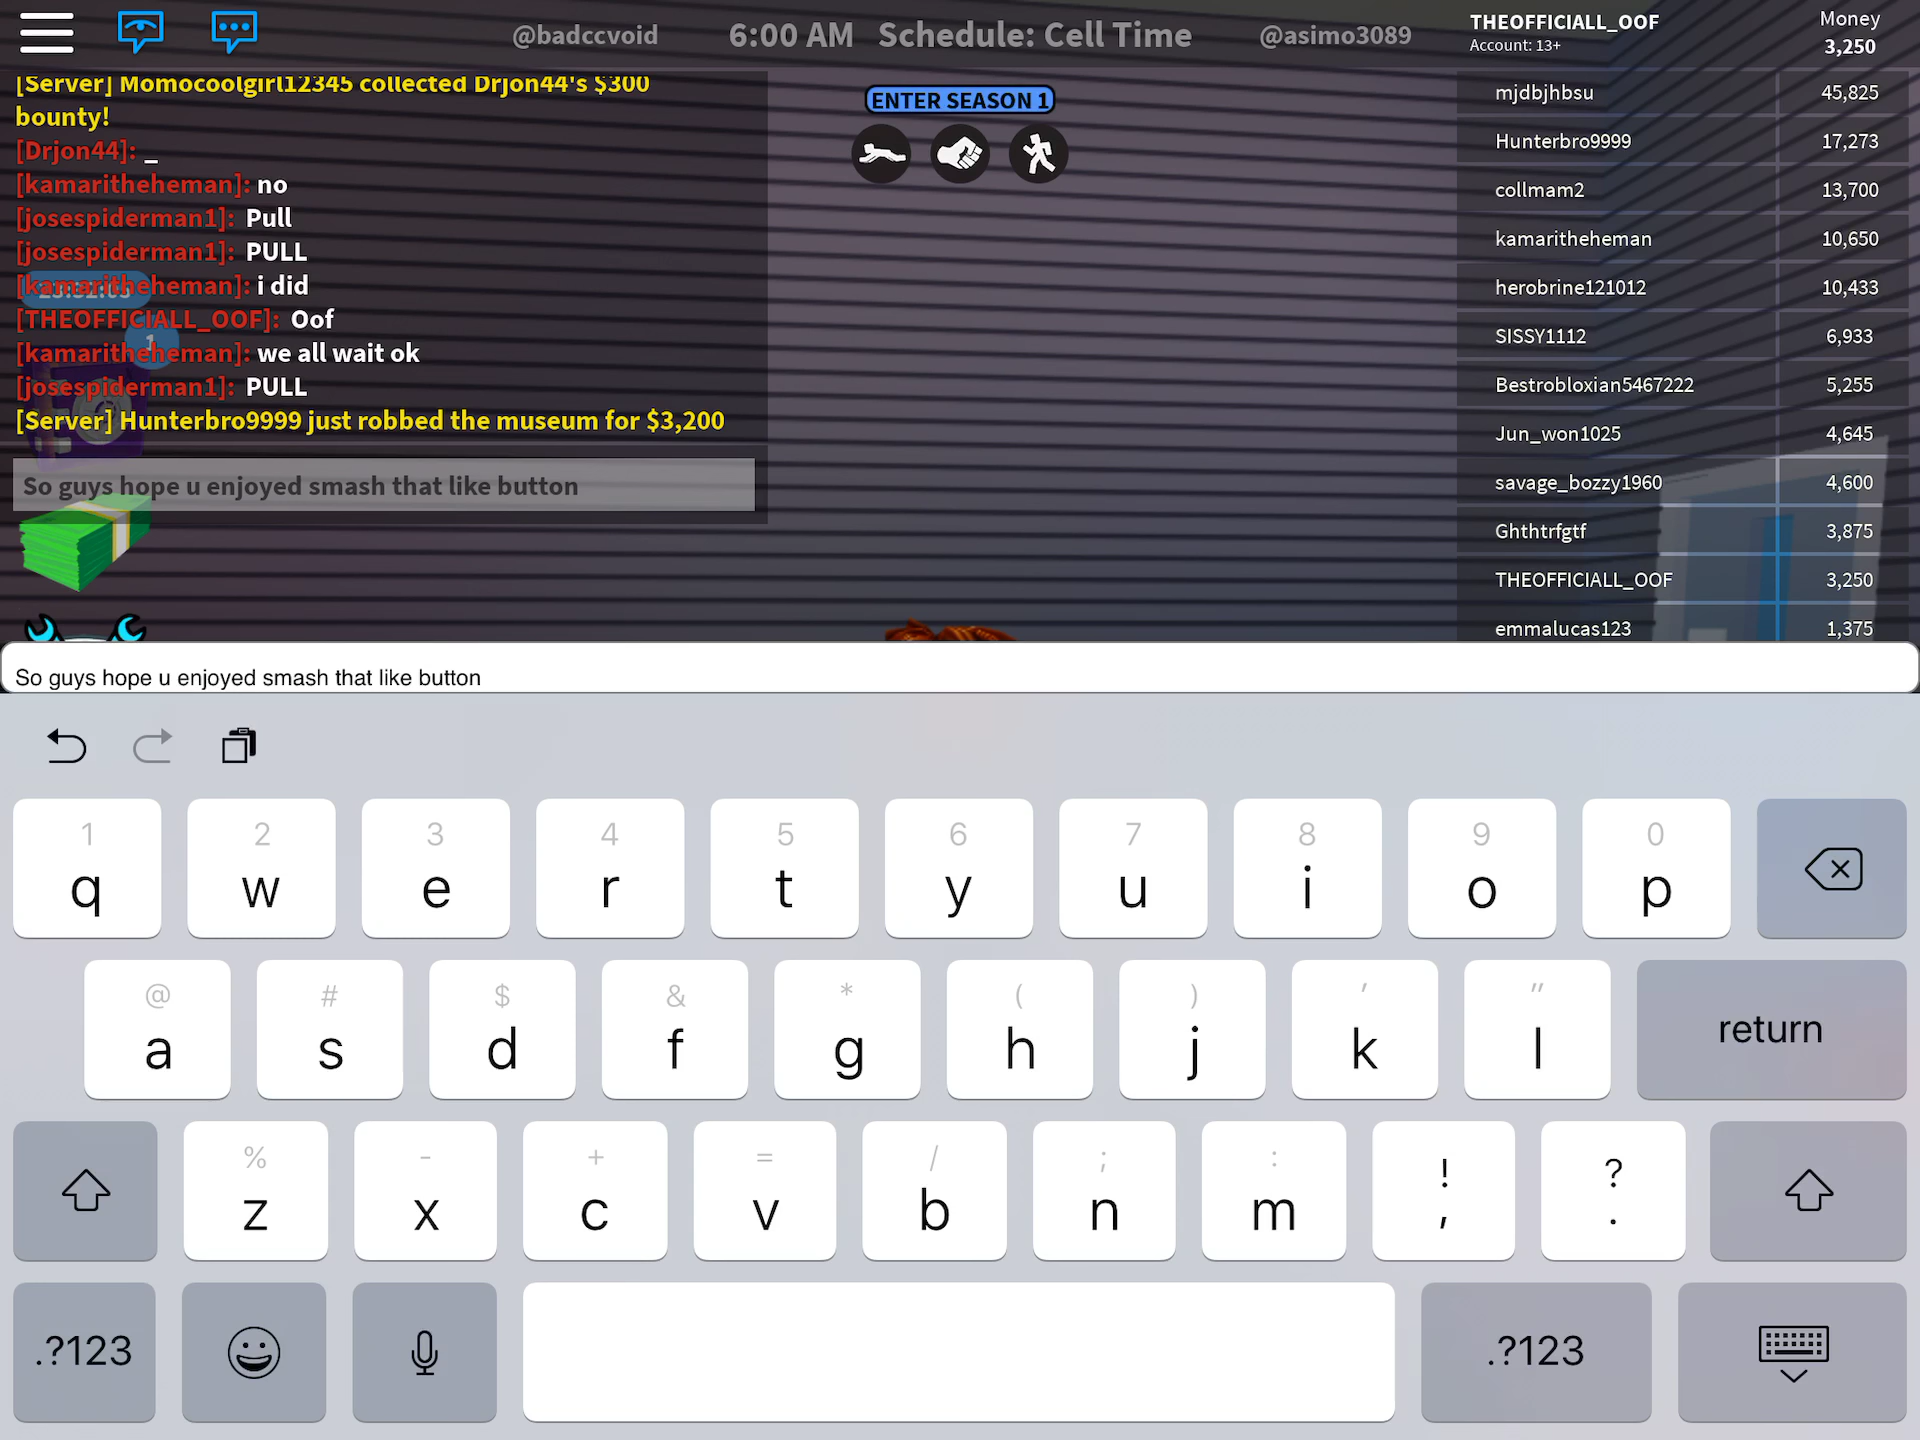 @badccvoid 6:00 AM Schedule: Cell Time @asimo3089
THEOFFICIALL_OOF
Account: 13+
Money
3,250
[Server] Momocoolgirl12345 collected Drjon44's $300
bounty!
[Drjon44]: _
[kamaritheheman]: no
[josespiderman1]: Pull
[josespiderman1]: PULL
[kamaritheheman]: i did
[THEOFFICIALL_OOF]: Oof
1
[kamaritheheman]: we all wait ok
[josespiderman1]: PULL
[Server] Hunterbro9999 just robbed the museum for $3,200
So guys hope u enjoyed smash that like button
ENTER SEASON 1
mjdbjhbsu 45,825
Hunterbro9999 17,273
collmam2 13,700
kamaritheheman 10,650
herobrine121012 10,433
SISSY1112 6,933
Bestrobloxian5467222 5,255
Jun_won1025 4,645
savage_bozzy1960 4,600
Ghthtrfgtf 3,875
THEOFFICIALL_OOF 3,250
emmalucas123 1,375
So guys hope u enjoyed smash that like button
1 2 3 4 5 6 7 8 9 0
q w e r t y u i o p
@ # $ & * ( ) ' "
a s d f g h j k l return
% - + = / ; : ! ?
z x c v b n m , .
.?123 .?123